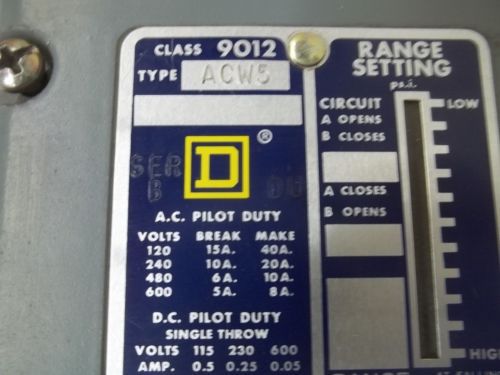 CLASS 9012
TYPE ACW5
SER
B
D
®
A.C. PILOT DUTY
VOLTS BREAK MAKE
120 15A. 40A.
240 10A. 20A.
480 6A. 10A.
600 5A. 8A.
D.C. PILOT DUTY
SINGLE THROW
VOLTS 115 230 600
AMP. 0.5 0.25 0.05
RANGE
SETTING
p.s.i.
CIRCUIT LOW
A OPENS
B CLOSES
A CLOSES
B OPENS
HIGH